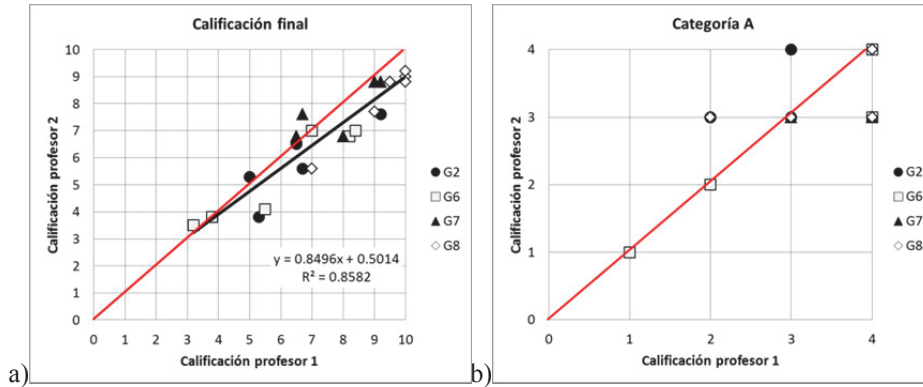 Calificación final
10
9
8
7
6
5
4
3
2
1
0
Calificación profesor 2
y = 0.8496x + 0.5014
R² = 0.8582
0 1 2 3 4 5 6 7 8 9 10
Calificación profesor 1
G2
G6
G7
G8
a)
Categoría A
4
3
2
1
0
Calificación profesor 2
0 1 2 3 4
Calificación profesor 1
G2
G6
G7
G8
b)